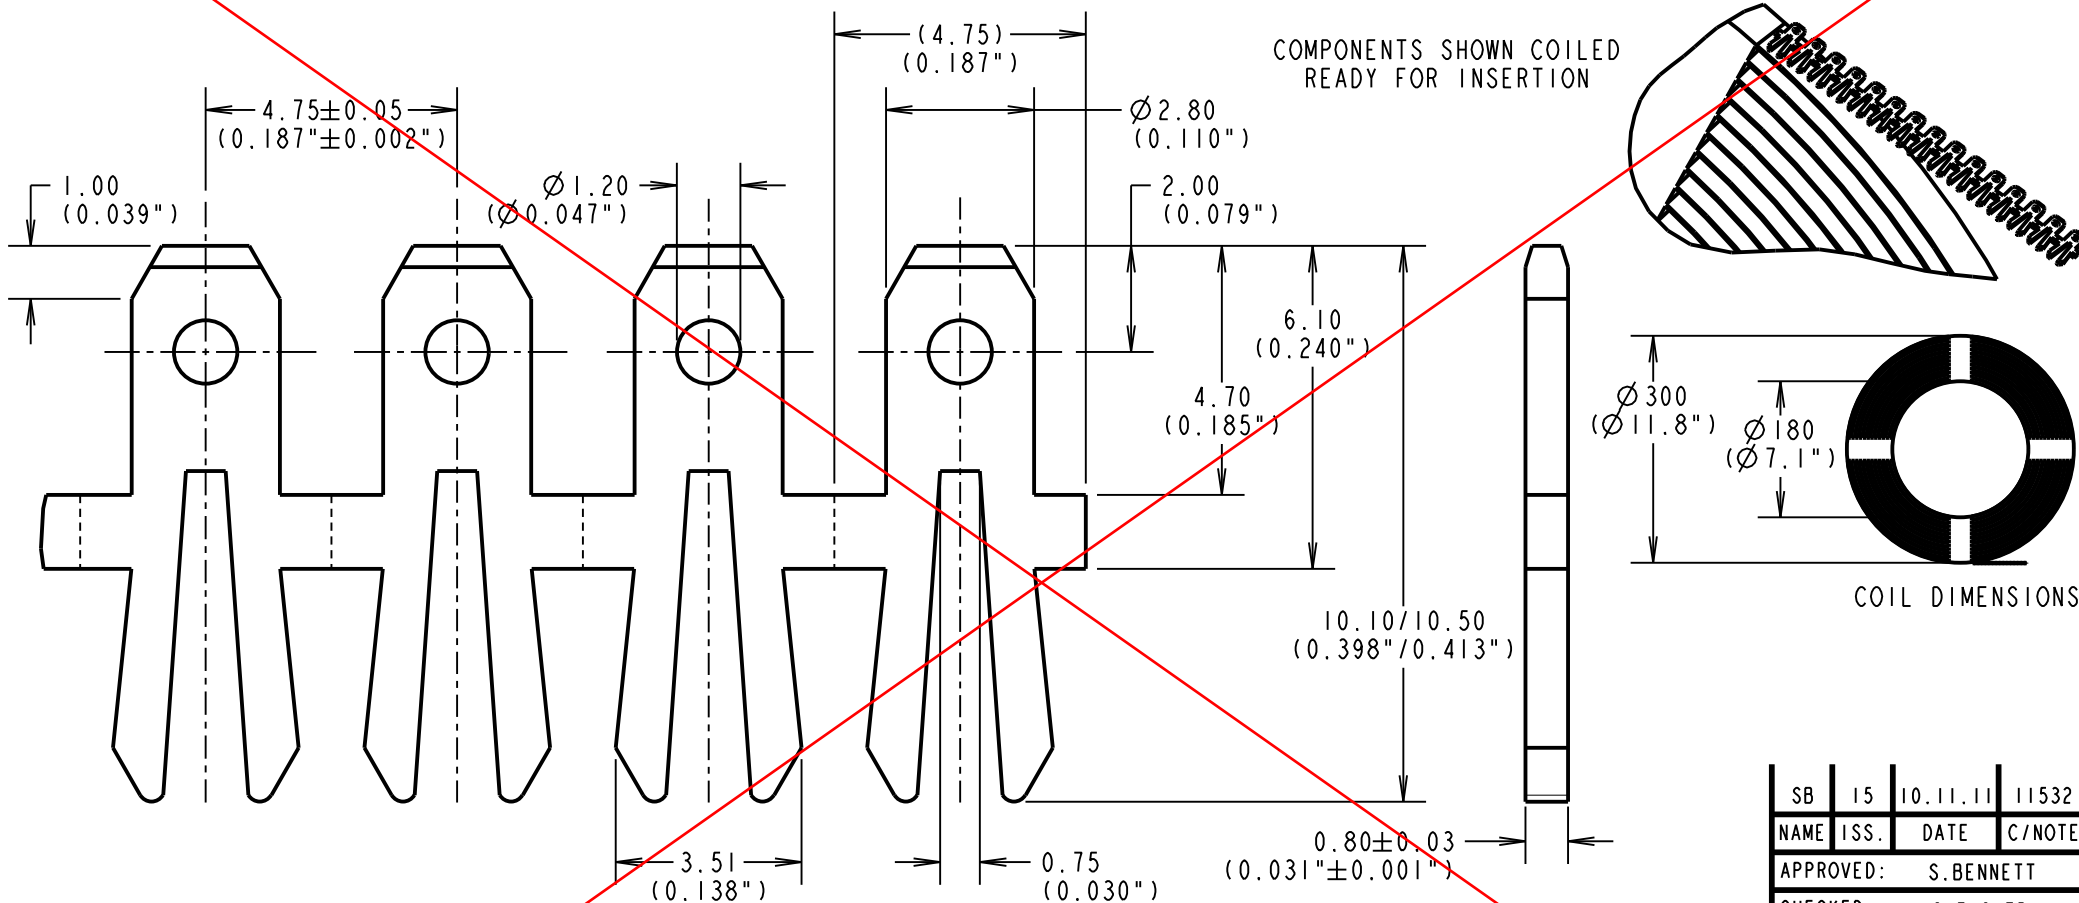 (4.75)
(0.187")
COMPONENTS SHOWN COILED
READY FOR INSERTION
4.75±0.05
(0.187"±0.002")
Ø2.80
(0.110")
1.00
(0.039")
Ø1.20
(Ø0.047")
2.00
(0.079")
6.10
(0.240")
4.70
(0.185")
Ø300
(Ø11.8")
Ø180
(Ø7.1")
COIL DIMENSIONS
10.10/10.50
(0.398"/0.413")
0.80±0.03
(0.031"±0.001")
3.51
(0.138")
0.75
(0.030")
SB 15 10.11.11 11532
NAME ISS. DATE C/NOTE
APPROVED: S.BENNETT